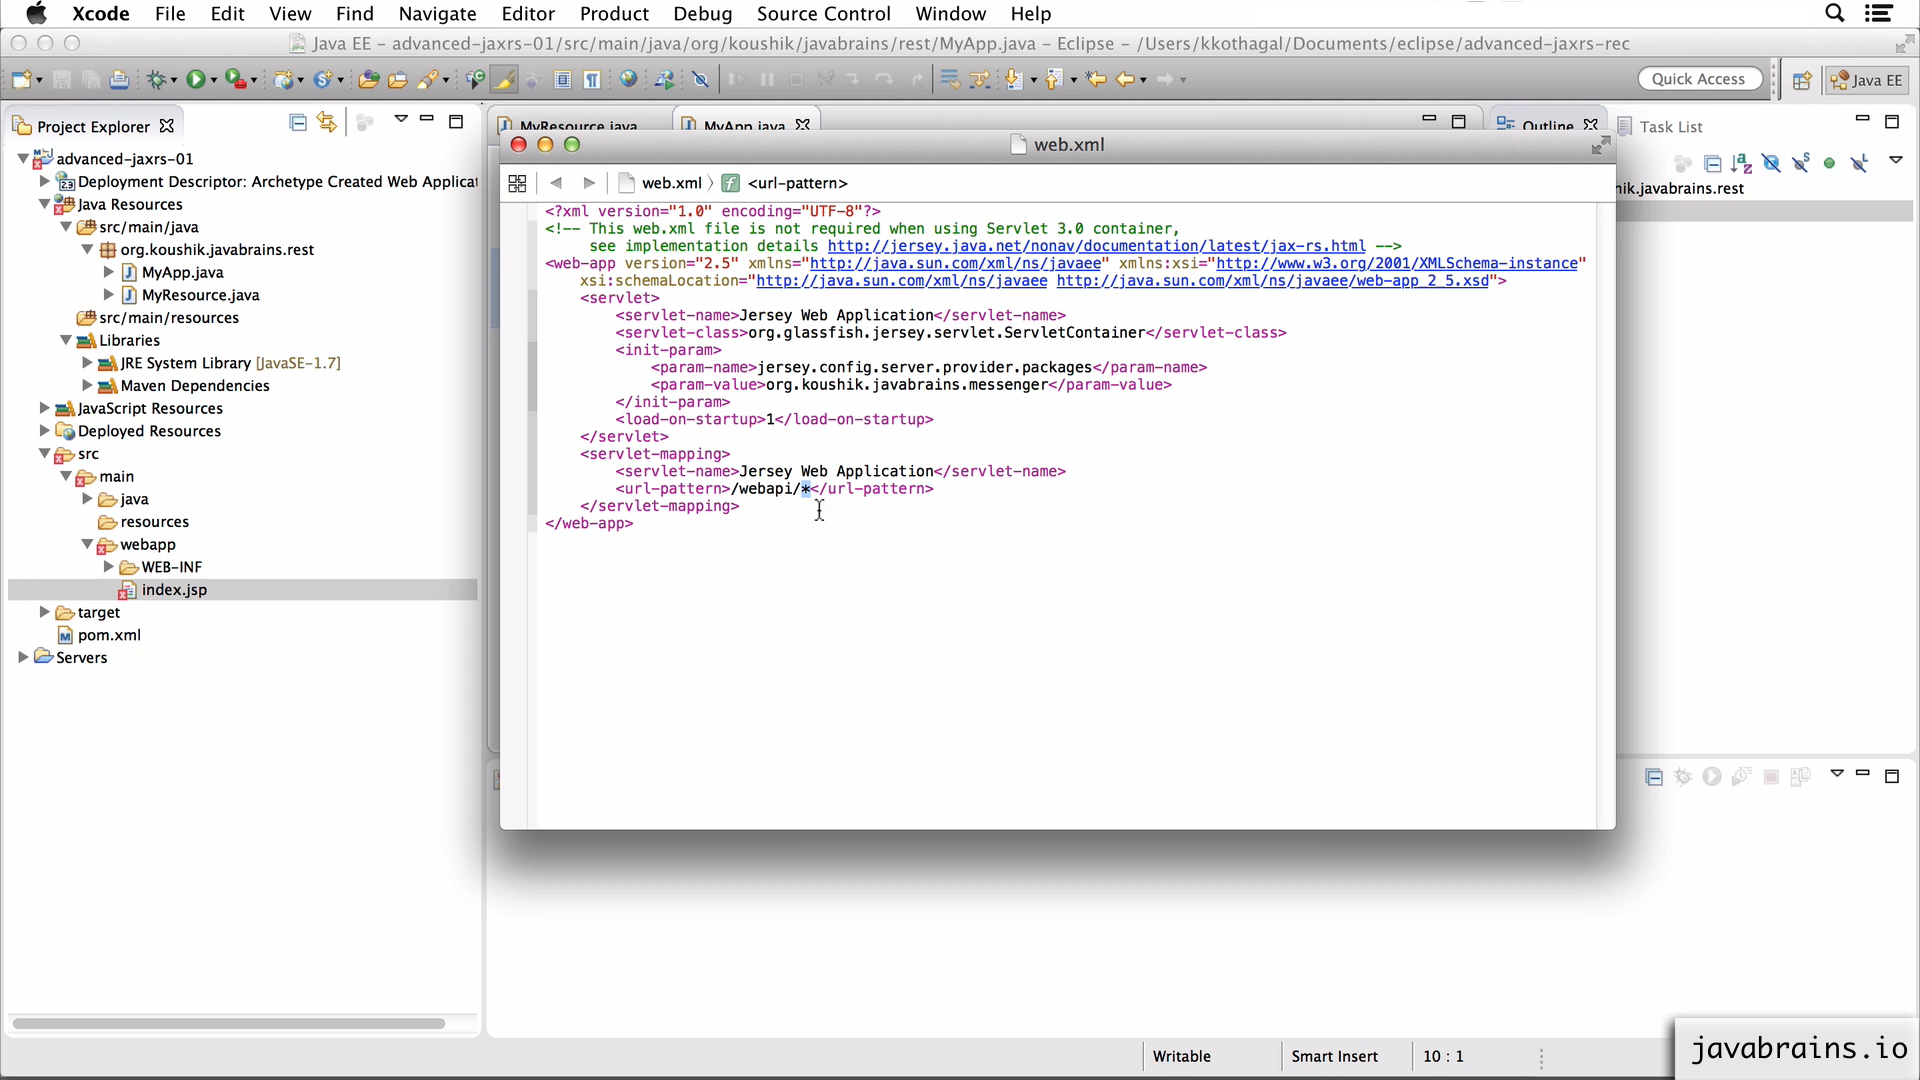 Xcode File Edit View Find Navigate Editor Product Debug Source Control Window Help
Java EE – advanced-jaxrs-01/src/main/java/org/koushik/javabrains/rest/MyApp.java – Eclipse – /Users/kkothagal/Documents/eclipse/advanced-jaxrs-rec
Quick Access
Java EE
Project Explorer
advanced-jaxrs-01
Deployment Descriptor: Archetype Created Web Applicat
Java Resources
src/main/java
org.koushik.javabrains.rest
MyApp.java
MyResource.java
src/main/resources
Libraries
JRE System Library [JavaSE-1.7]
Maven Dependencies
JavaScript Resources
Deployed Resources
src
main
java
resources
webapp
WEB-INF
index.jsp
target
pom.xml
Servers
MyResource.java
MyApp.java
Outline
Task List
hik.javabrains.rest
web.xml
web.xml
<url-pattern>
<?xml version="1.0" encoding="UTF-8"?>
<!-- This web.xml file is not required when using Servlet 3.0 container,
see implementation details http://jersey.java.net/nonav/documentation/latest/jax-rs.html -->
<web-app version="2.5" xmlns="http://java.sun.com/xml/ns/javaee" xmlns:xsi="http://www.w3.org/2001/XMLSchema-instance"
xsi:schemaLocation="http://java.sun.com/xml/ns/javaee http://java.sun.com/xml/ns/javaee/web-app_2_5.xsd">
<servlet>
<servlet-name>Jersey Web Application</servlet-name>
<servlet-class>org.glassfish.jersey.servlet.ServletContainer</servlet-class>
<init-param>
<param-name>jersey.config.server.provider.packages</param-name>
<param-value>org.koushik.javabrains.messenger</param-value>
</init-param>
<load-on-startup>1</load-on-startup>
</servlet>
<servlet-mapping>
<servlet-name>Jersey Web Application</servlet-name>
<url-pattern>/webapi/*</url-pattern>
</servlet-mapping>
</web-app>
Writable
Smart Insert
10 : 1
javabrains.io